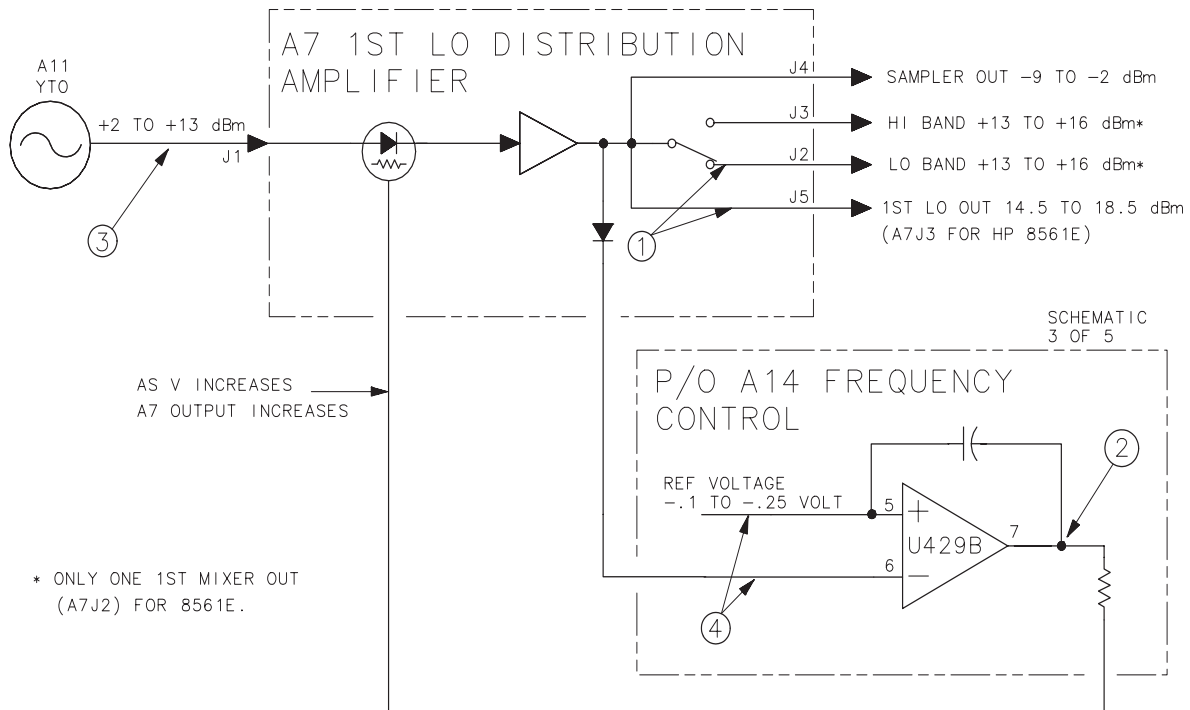 A7 1ST LO DISTRIBUTION
AMPLIFIER
A11
YTO
+2 TO +13 dBm
J1
3
J4
SAMPLER OUT -9 TO -2 dBm
J3
HI BAND +13 TO +16 dBm*
J2
LO BAND +13 TO +16 dBm*
J5
1ST LO OUT 14.5 TO 18.5 dBm
(A7J3 FOR HP 8561E)
1
SCHEMATIC
3 OF 5
AS V INCREASES
A7 OUTPUT INCREASES
P/O A14 FREQUENCY
CONTROL
2
REF VOLTAGE
-.1 TO -.25 VOLT
5
+
U429B
7
6
−
4
* ONLY ONE 1ST MIXER OUT
(A7J2) FOR 8561E.